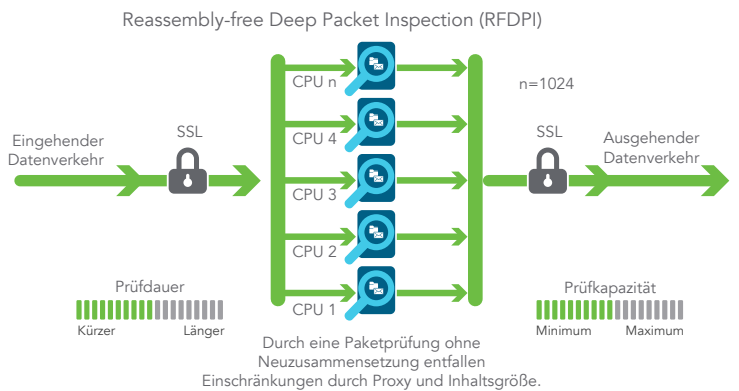 Reassembly-free Deep Packet Inspection (RFDPI)
CPU n
n=1024
CPU 4
Eingehender
Datenverkehr
SSL
SSL
Ausgehender
Datenverkehr
CPU 3
CPU 2
CPU 1
Prüfdauer
Kürzer
Länger
Prüfkapazität
Minimum
Maximum
Durch eine Paketprüfung ohne
Neuzusammensetzung entfallen
Einschränkungen durch Proxy und Inhaltsgröße.